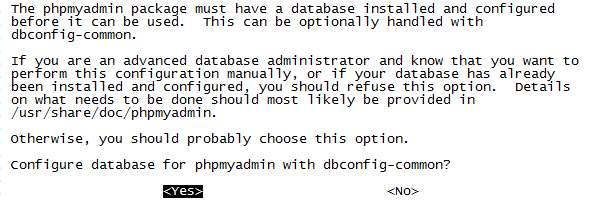 The phpmyadmin package must have a database installed and configured
before it can be used.  This can be optionally handled with
dbconfig-common.
If you are an advanced database administrator and know that you want to
perform this configuration manually, or if your database has already
been installed and configured, you should refuse this option.  Details
on what needs to be done should most likely be provided in
/usr/share/doc/phpmyadmin.
Otherwise, you should probably choose this option.
Configure database for phpmyadmin with dbconfig-common?
<Yes> <No>